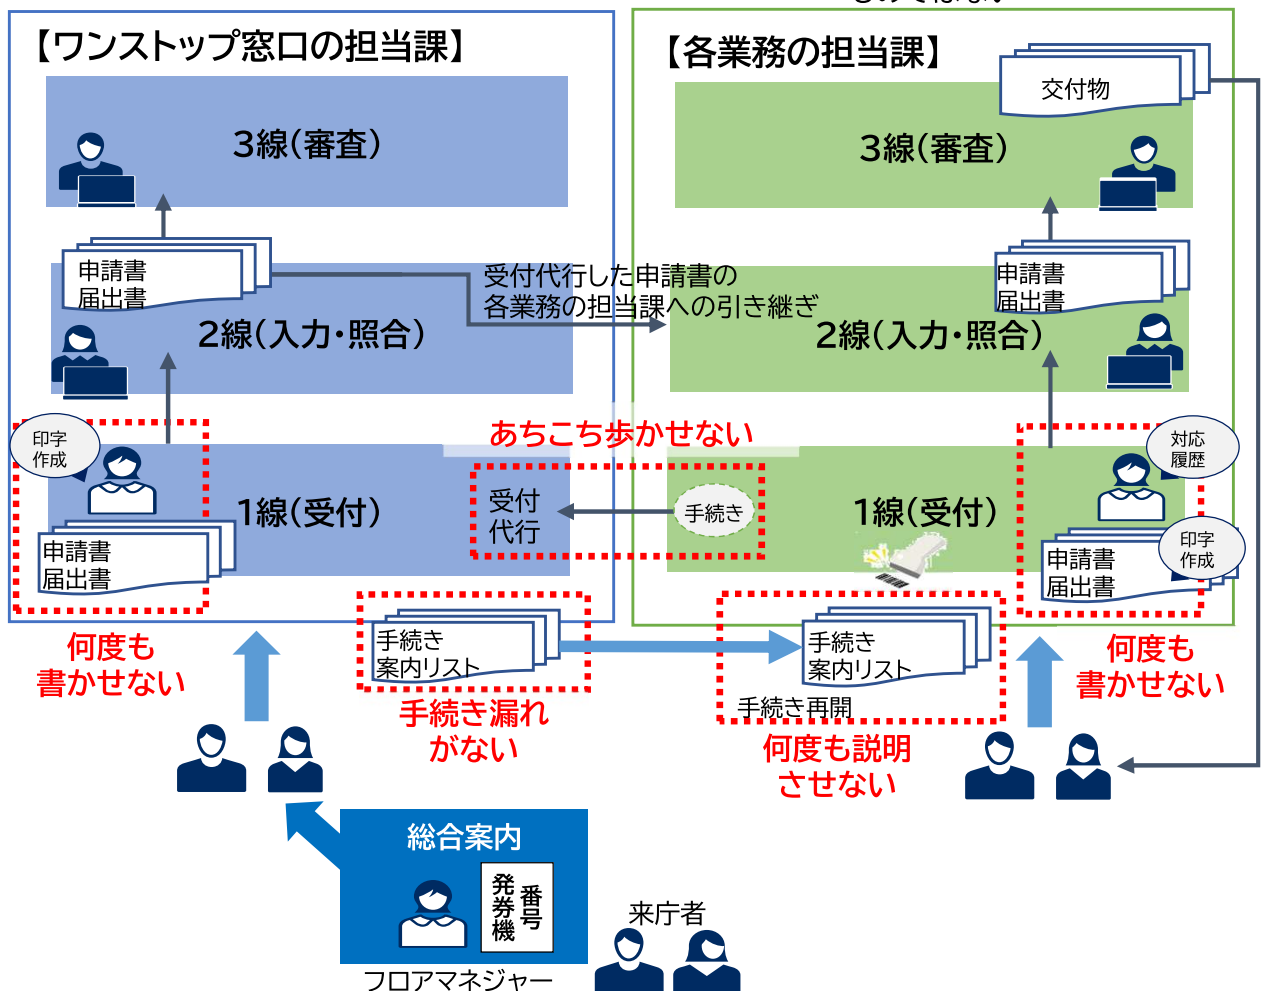 【ワンストップ窓口の担当課】
3線(審査)
申請書
届出書
2線(入力・照合)
受付代行した申請書の
各業務の担当課への引き継ぎ
印字
作成
1線(受付)
申請書
届出書
あちこち歩かせない
受付
代行
手続き
何度も
書かせない
手続き
案内リスト
手続き漏れ
がない
【各業務の担当課】
交付物
3線(審査)
申請書
届出書
2線(入力・照合)
対応
履歴
1線(受付)
印字
作成
申請書
届出書
手続き
案内リスト
手続き再開
何度も説明
させない
何度も
書かせない
総合案内
番号
発券機
フロアマネジャー
来庁者